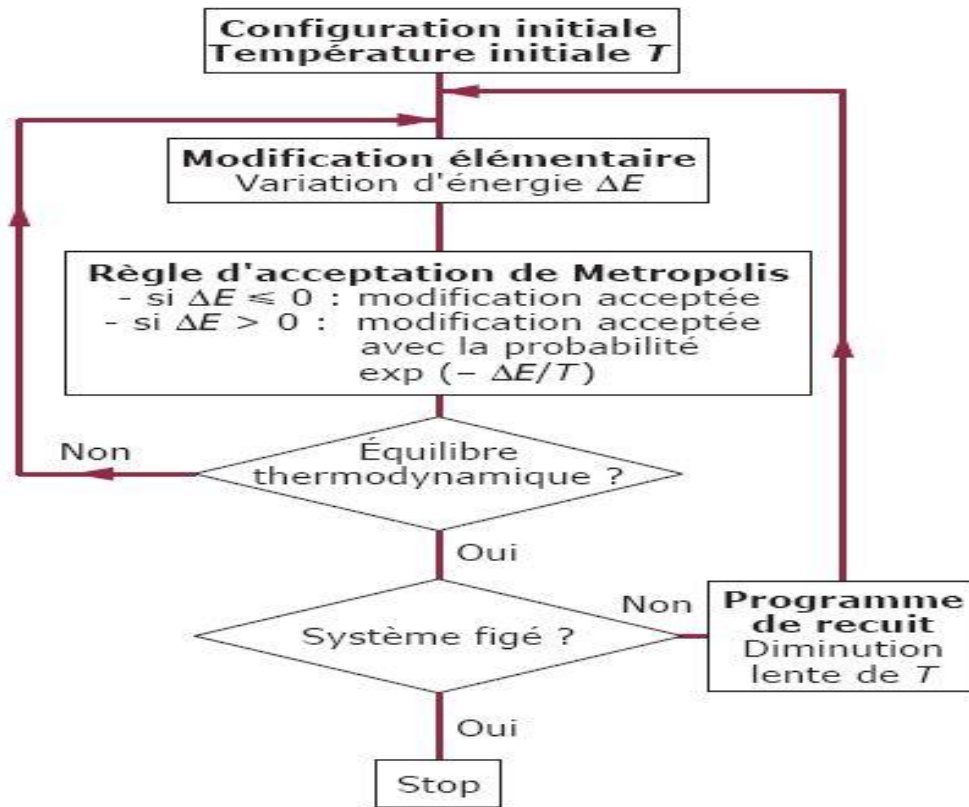 Configuration initiale
Température initiale T
Modification élémentaire
Variation d'énergie ΔE
Règle d'acceptation de Metropolis
- si ΔE ⩽ 0 : modification acceptée
- si ΔE > 0 : modification acceptée
avec la probabilité
exp (– ΔE/T)
Non
Équilibre
thermodynamique ?
Oui
Système figé ?
Non
Programme
de recuit
Diminution
lente de T
Oui
Stop